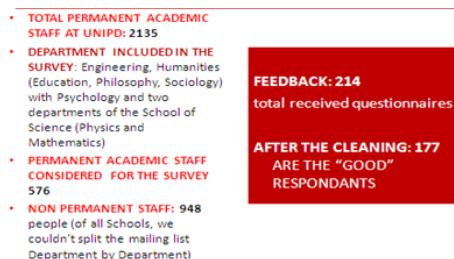 • TOTAL PERMANENT ACADEMIC
STAFF AT UNIPD: 2135
• DEPARTMENT INCLUDED IN THE
SURVEY: Engineering, Humanities
(Education, Philosophy, Sociology)
with Psychology and two
departments of the School of
Science (Physics and
Mathematics)
• PERMANENT ACADEMIC STAFF
CONSIDERED FOR THE SURVEY
576
• NON PERMANENT STAFF: 948
people (of all Schools, we
couldn't split the mailing list
Department by Department)
FEEDBACK: 214
total received questionnaires
AFTER THE CLEANING: 177
ARE THE “GOOD”
RESPONDANTS